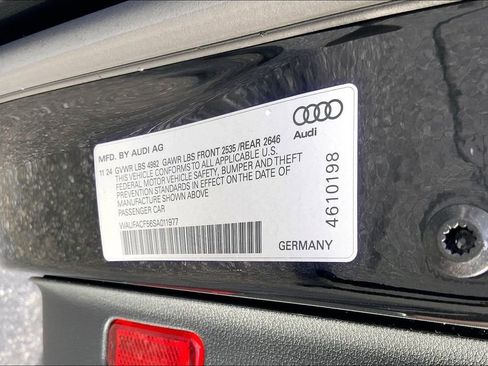 MFD. BY AUDI AG
11 24 GVWR LBS 4982 GAWR LBS FRONT 2535 /REAR 2646
THIS VEHICLE CONFORMS TO ALL APPLICABLE U.S.
FEDERAL MOTOR VEHICLE SAFETY, BUMPER AND THEFT
PREVENTION STANDARDS IN EFFECT ON THE DATE OF
MANUFACTURE SHOWN ABOVE
PASSENGER CAR
WAUFACF56SA011977
Audi
4610198
GERMANY